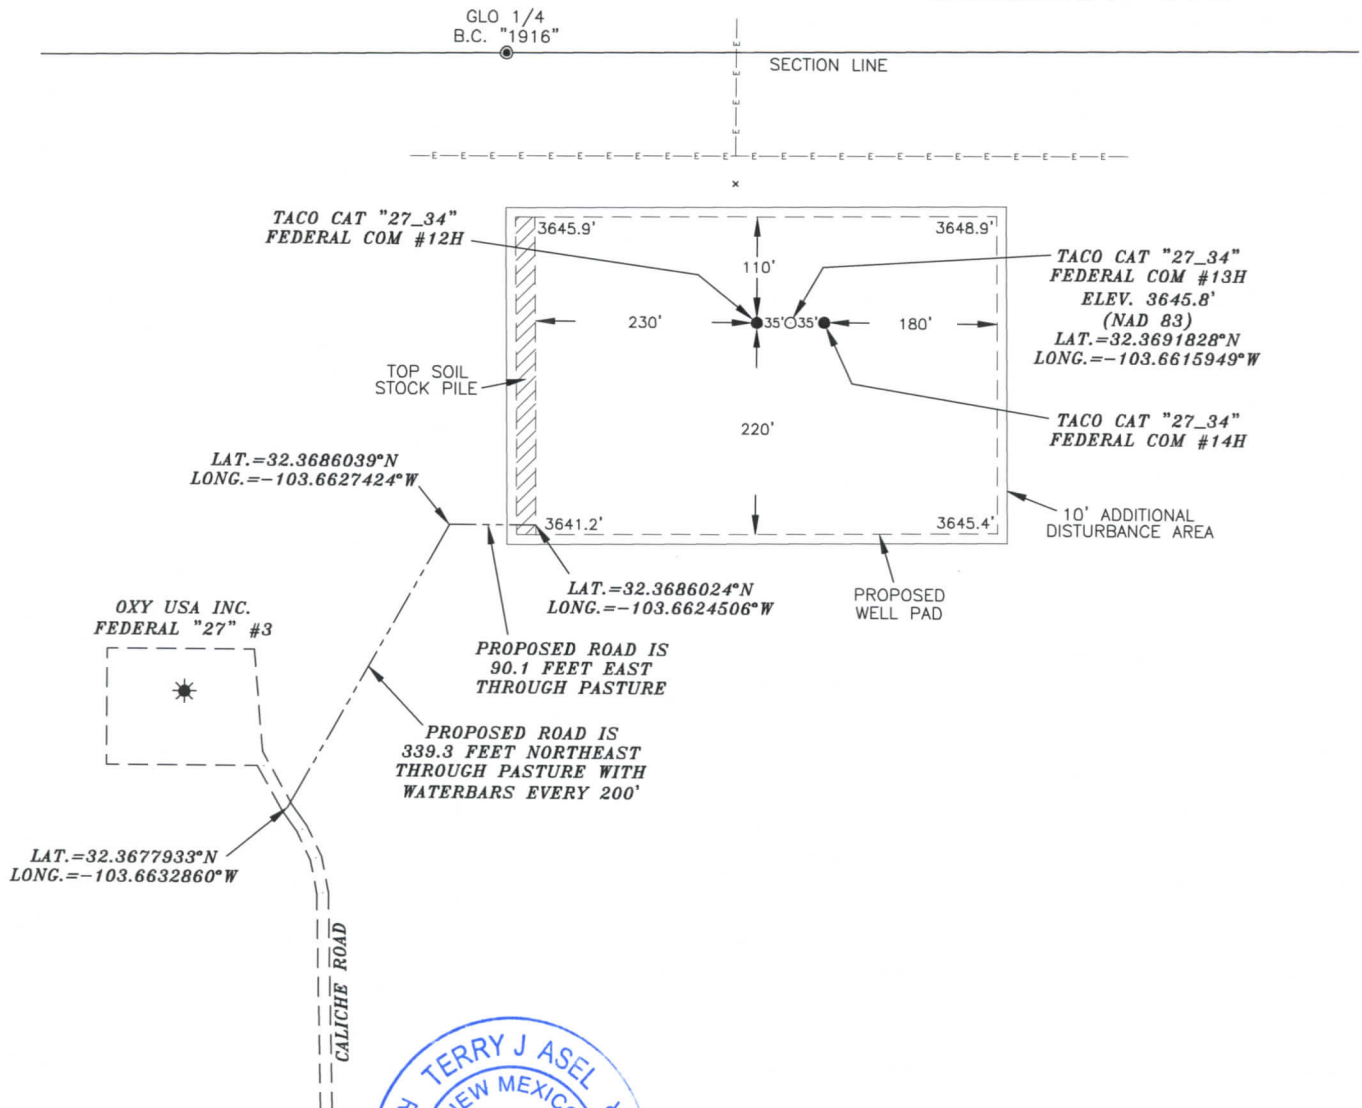 GLO 1/4
B.C. "1916"
SECTION LINE
E
E
E
E
E E E E E E E E E E E E E E E E E E E E E E E E
TACO CAT "27_34"
FEDERAL COM #12H
3645.9'
3648.9'
110'
TACO CAT "27_34"
FEDERAL COM #13H
ELEV. 3645.8'
(NAD 83)
LAT.=32.3691828°N
LONG.=-103.6615949°W
230'
35'
35'
180'
TOP SOIL
STOCK PILE
220'
TACO CAT "27_34"
FEDERAL COM #14H
LAT.=32.3686039°N
LONG.=-103.6627424°W
3641.2'
3645.4'
10' ADDITIONAL
DISTURBANCE AREA
LAT.=32.3686024°N
LONG.=-103.6624506°W
PROPOSED
WELL PAD
OXY USA INC.
FEDERAL "27" #3
PROPOSED ROAD IS
90.1 FEET EAST
THROUGH PASTURE
PROPOSED ROAD IS
339.3 FEET NORTHEAST
THROUGH PASTURE WITH
WATERBARS EVERY 200'
LAT.=32.3677933°N
LONG.=-103.6632860°W
CALICHE ROAD
TERRY J ASEL
NEW MEXICO